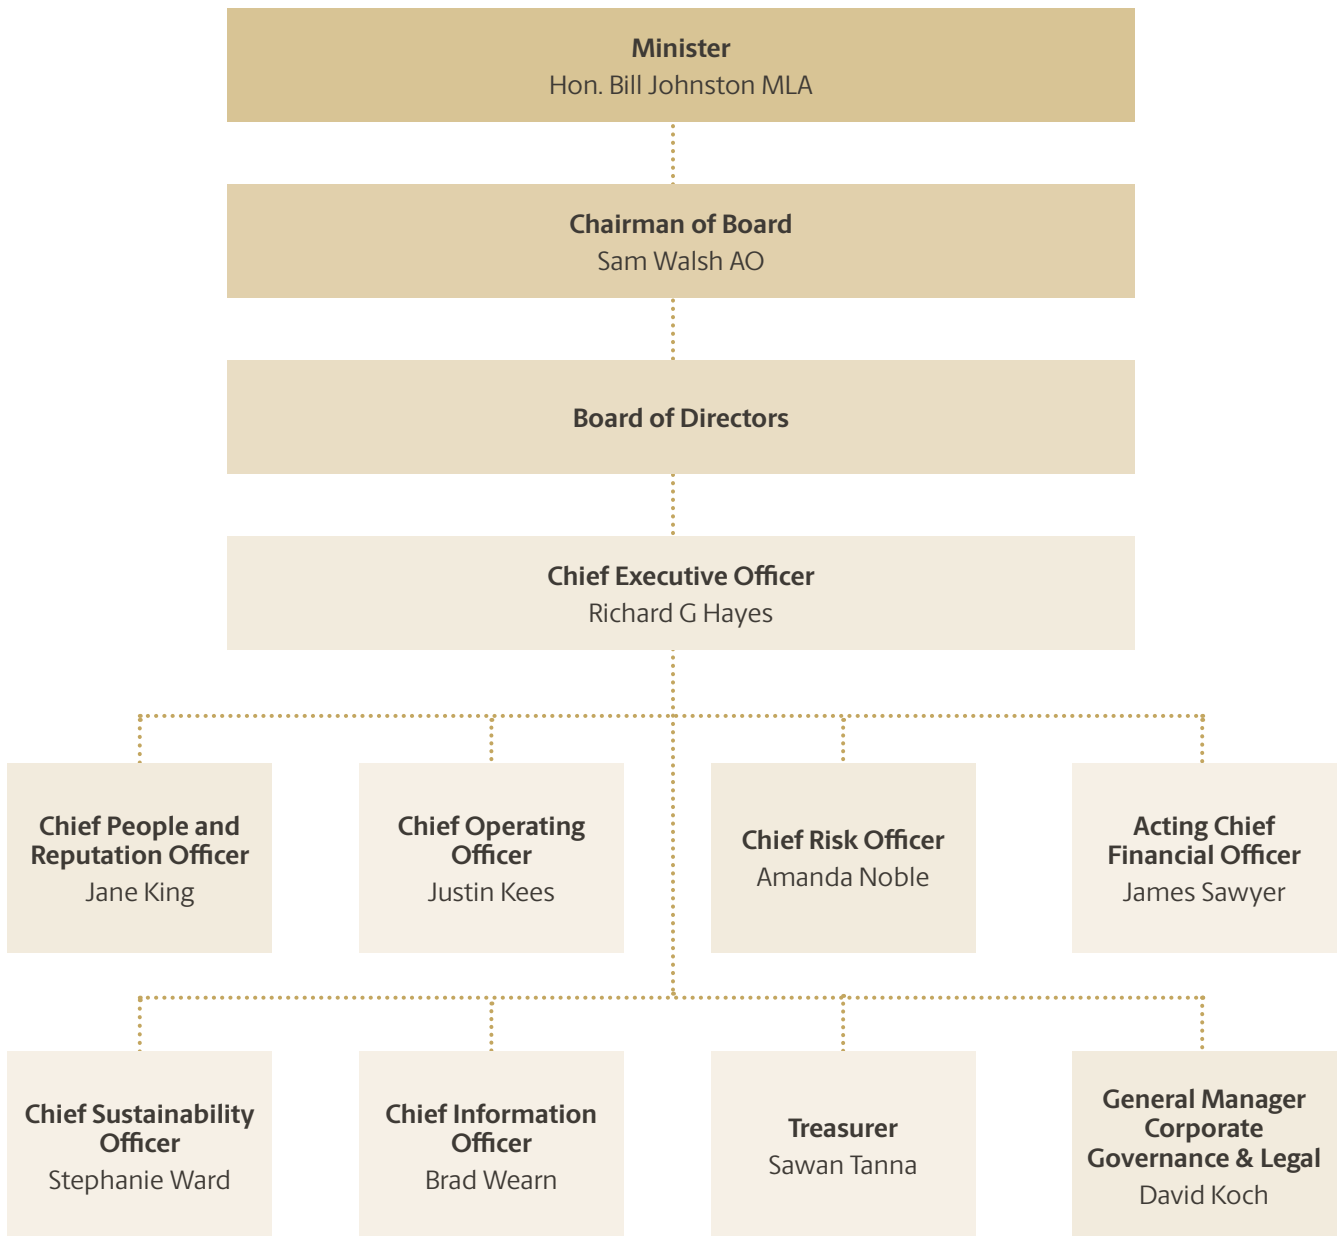 Minister
Hon. Bill Johnston MLA
Chairman of Board
Sam Walsh AO
Board of Directors
Chief Executive Officer
Richard G Hayes
Chief People and
Reputation Officer
Jane King
Chief Operating
Officer
Justin Kees
Chief Risk Officer
Amanda Noble
Acting Chief
Financial Officer
James Sawyer
Chief Sustainability
Officer
Stephanie Ward
Chief Information
Officer
Brad Wearn
Treasurer
Sawan Tanna
General Manager
Corporate
Governance & Legal
David Koch